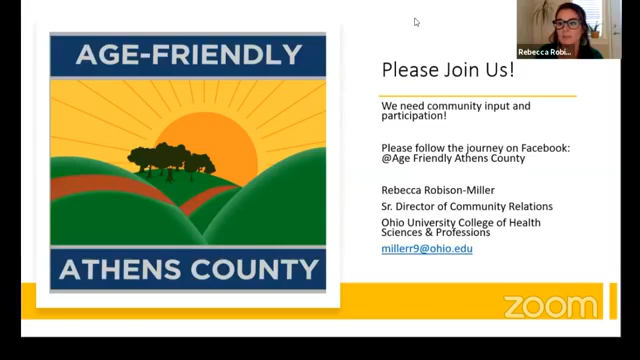 AGE-FRIENDLY
ATHENS COUNTY
Please Join Us!
We need community input and
participation!
Please follow the journey on Facebook:
@Age Friendly Athens County
Rebecca Robison-Miller
Sr. Director of Community Relations
Ohio University College of Health
Sciences & Professions
millerr9@ohio.edu
Rebecca Robi...
zoom